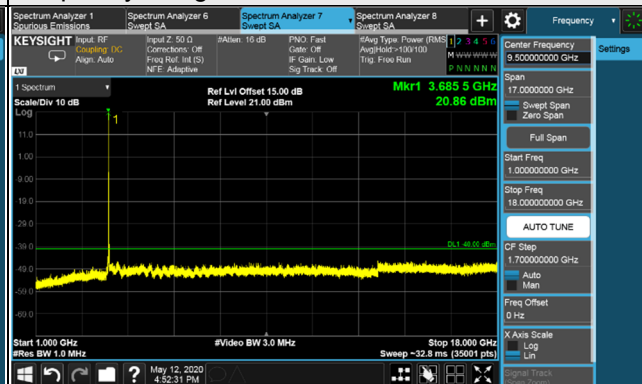 Spectrum Analyzer 1
Spurious Emissions
Spectrum Analyzer 6
Swept SA
Spectrum Analyzer 7
Swept SA
Spectrum Analyzer 8
Swept SA
Frequency
KEYSIGHT
Input: RF
Coupling: DC
Align: Auto
Input Z: 50 Ω
Corrections: Off
Freq Ref: Int (S)
NFE: Adaptive
#Atten: 16 dB
PNO: Fast
Gate: Off
IF Gain: Low
Sig Track: Off
#Avg Type: Power (RMS)
Avg|Hold:>100/100
Trig: Free Run
1 2 3 4 5 6
M W W W W W
P N N N N N
Center Frequency
9.500000000 GHz
Settings
Span
17.0000000 GHz
Swept Span
Zero Span
Full Span
Start Freq
1.000000000 GHz
Stop Freq
18.000000000 GHz
AUTO TUNE
CF Step
1.700000000 GHz
Auto
Man
Freq Offset
0 Hz
X Axis Scale
Log
Lin
Signal Track
(Span Zoom)
1 Spectrum
Scale/Div 10 dB
Log
Ref Lvl Offset 15.00 dB
Ref Level 21.00 dBm
Mkr1 3.685 5 GHz
20.86 dBm
1
11.0
1.00
-9.00
-19.0
-29.0
-39.0
-49.0
-59.0
-69.0
DL1 -40.00 dBm
Start 1.000 GHz
#Res BW 1.0 MHz
#Video BW 3.0 MHz
Stop 18.000 GHz
Sweep ~32.8 ms (35001 pts)
May 12, 2020
4:52:31 PM